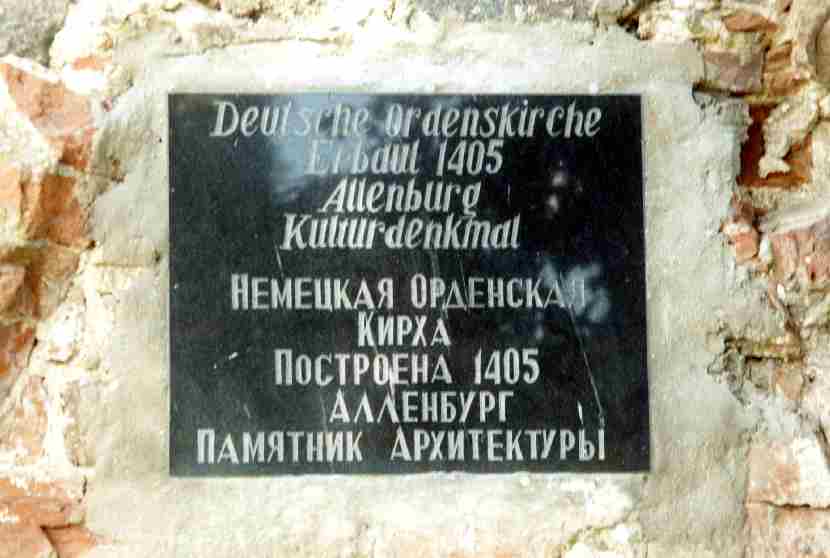 Deutsche Ordenskirche
Erbaut 1405
Allenburg
Kulturdenkmal
Немецкая Орденская
Кирха
Построена 1405
Алленбург
Памятник Архитектуры